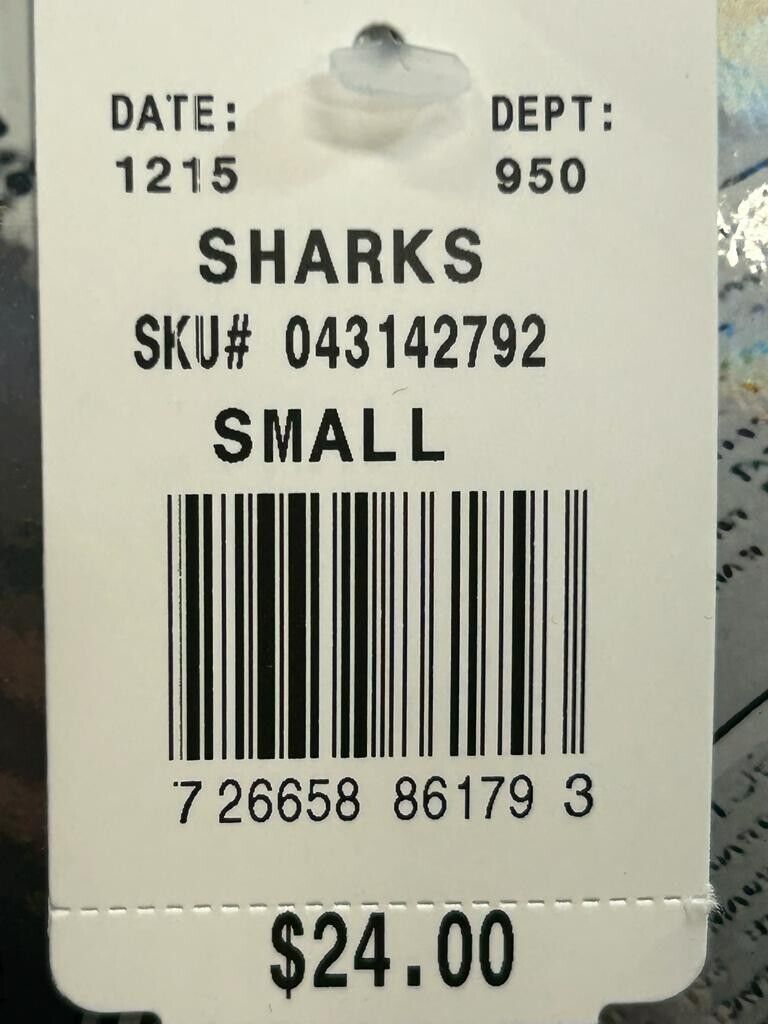 DATE: DEPT:
1215 950
SHARKS
SKU# 043142792
SMALL
7 26658 86179 3
$24.00